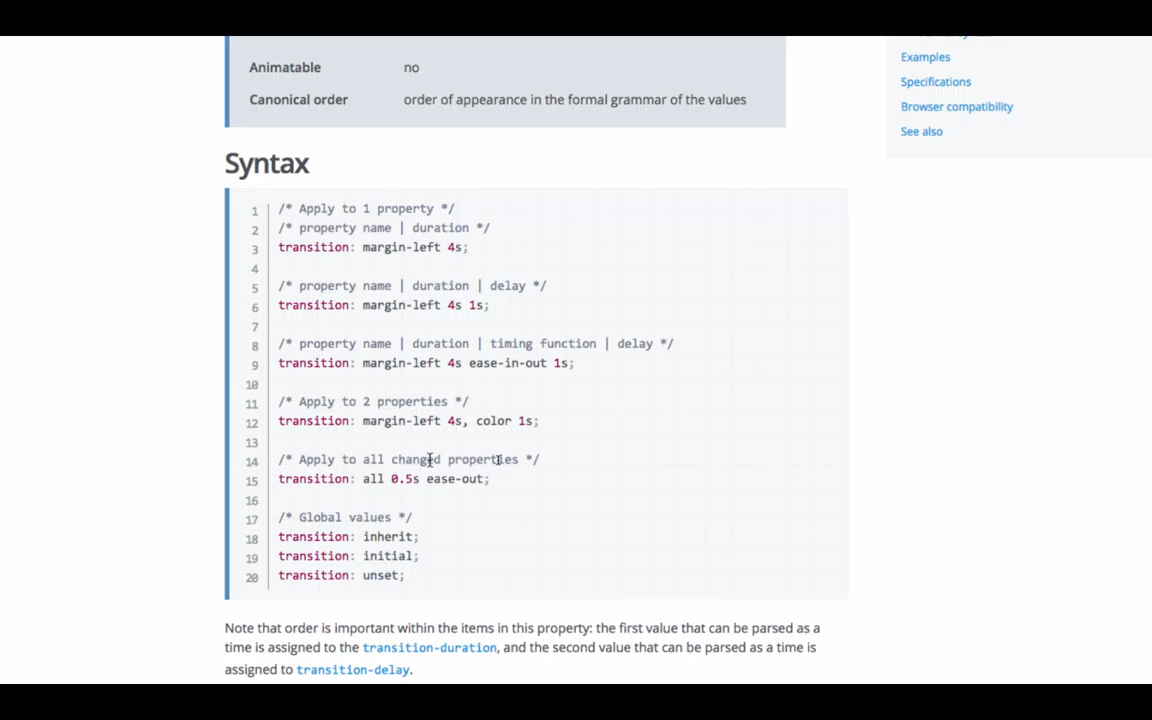 Animatable no
Canonical order order of appearance in the formal grammar of the values
Examples
Specifications
Browser compatibility
See also
Syntax
1 /* Apply to 1 property */
2 /* property name | duration */
3 transition: margin-left 4s;
4
5 /* property name | duration | delay */
6 transition: margin-left 4s 1s;
7
8 /* property name | duration | timing function | delay */
9 transition: margin-left 4s ease-in-out 1s;
10
11 /* Apply to 2 properties */
12 transition: margin-left 4s, color 1s;
13
14 /* Apply to all changed properties */
15 transition: all 0.5s ease-out;
16
17 /* Global values */
18 transition: inherit;
19 transition: initial;
20 transition: unset;
Note that order is important within the items in this property: the first value that can be parsed as a
time is assigned to the transition-duration, and the second value that can be parsed as a time is
assigned to transition-delay.